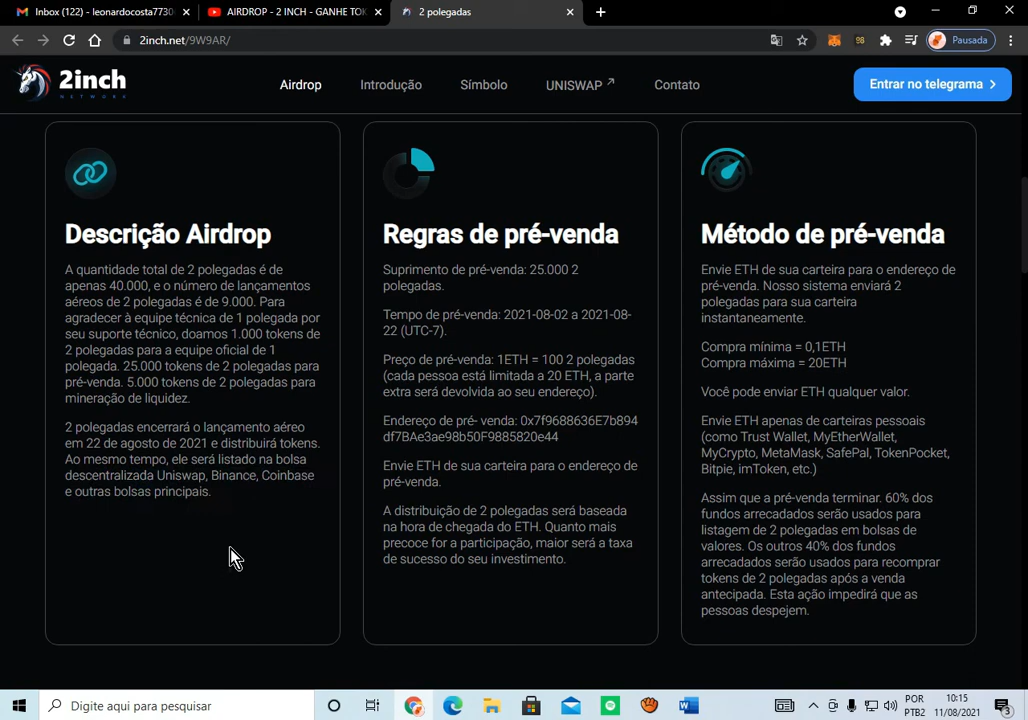 Inbox (122) - leonardocosta7730
AIRDROP - 2 INCH - GANHE TOK
2 polegadas
2inch.net/9W9AR/
98
Pausada
2inch
NETWORK
Airdrop
Introdução
Símbolo
UNISWAP
Contato
Entrar no telegrama
Descrição Airdrop
A quantidade total de 2 polegadas é de
apenas 40.000, e o número de lançamentos
aéreos de 2 polegadas é de 9.000. Para
agradecer à equipe técnica de 1 polegada por
seu suporte técnico, doamos 1.000 tokens de
2 polegadas para a equipe oficial de 1
polegada. 25.000 tokens de 2 polegadas para
pré-venda. 5.000 tokens de 2 polegadas para
mineração de liquidez.
2 polegadas encerrará o lançamento aéreo
em 22 de agosto de 2021 e distribuirá tokens.
Ao mesmo tempo, ele será listado na bolsa
descentralizada Uniswap, Binance, Coinbase
e outras bolsas principais.
Regras de pré-venda
Suprimento de pré-venda: 25.000 2
polegadas.
Tempo de pré-venda: 2021-08-02 a 2021-08-
22 (UTC-7).
Preço de pré-venda: 1ETH = 100 2 polegadas
(cada pessoa está limitada a 20 ETH, a parte
extra será devolvida ao seu endereço).
Endereço de pré- venda: 0x7f9688636E7b894
df7BAe3ae98b50F9885820e44
Envie ETH de sua carteira para o endereço de
pré-venda.
A distribuição de 2 polegadas será baseada
na hora de chegada do ETH. Quanto mais
precoce for a participação, maior será a taxa
de sucesso do seu investimento.
Método de pré-venda
Envie ETH de sua carteira para o endereço de
pré-venda. Nosso sistema enviará 2
polegadas para sua carteira
instantaneamente.
Compra mínima = 0,1ETH
Compra máxima = 20ETH
Você pode enviar ETH qualquer valor.
Envie ETH apenas de carteiras pessoais
(como Trust Wallet, MyEtherWallet,
MyCrypto, MetaMask, SafePal, TokenPocket,
Bitpie, imToken, etc.)
Assim que a pré-venda terminar. 60% dos
fundos arrecadados serão usados para
listagem de 2 polegadas em bolsas de
valores. Os outros 40% dos fundos
arrecadados serão usados para recomprar
tokens de 2 polegadas após a venda
antecipada. Esta ação impedirá que as
pessoas despejem.
Digite aqui para pesquisar
POR
PTB2
10:15
11/08/2021
3